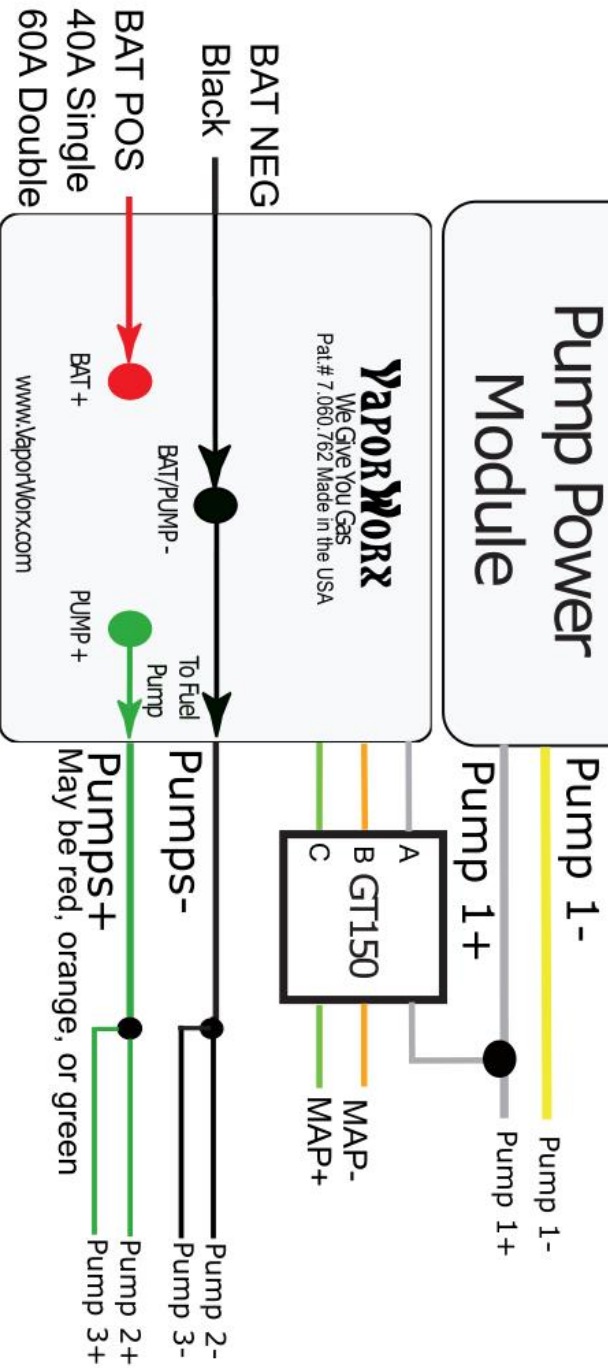 Pump Power
Module
Pump 1-
Pump 1+
Pump 1-
Pump 1+
BAT NEG
Black
BAT POS
40A Single
60A Double
VAPORWORX
We Give You Gas
Pat.# 7.060.762 Made in the USA
BAT/PUMP-
BAT+
PUMP+
To Fuel
Pump
www.VaporWorx.com
A
B
C
GT150
MAP-
MAP+
Pumps-
Pumps+
May be red, orange, or green
Pump 2-
Pump 3-
Pump 2+
Pump 3+